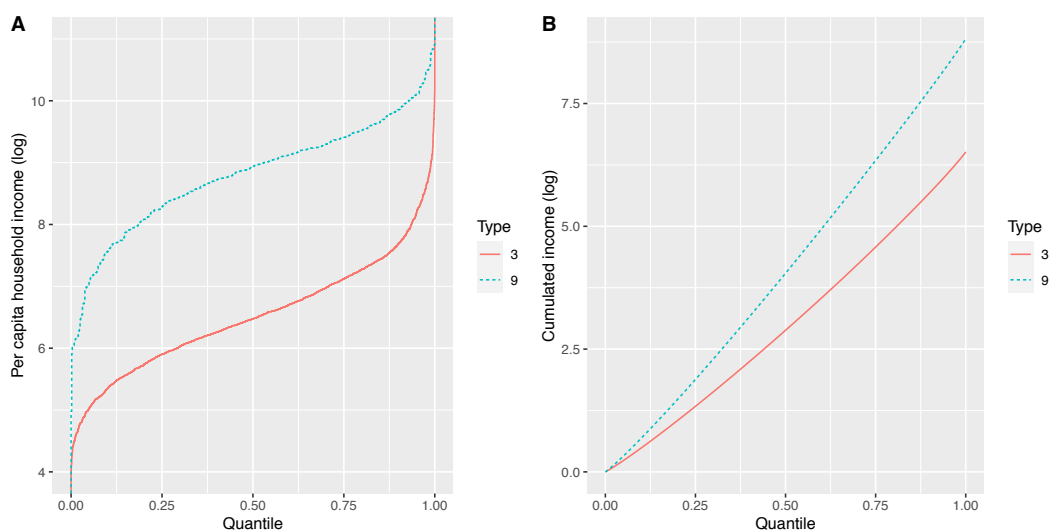 A
Per capita household income (log)
10
8
6
4
0.00 0.25 0.50 0.75 1.00
Quantile
Type
3
9
B
Cumulated income (log)
7.5
5.0
2.5
0.0
0.00 0.25 0.50 0.75 1.00
Quantile
Type
3
9